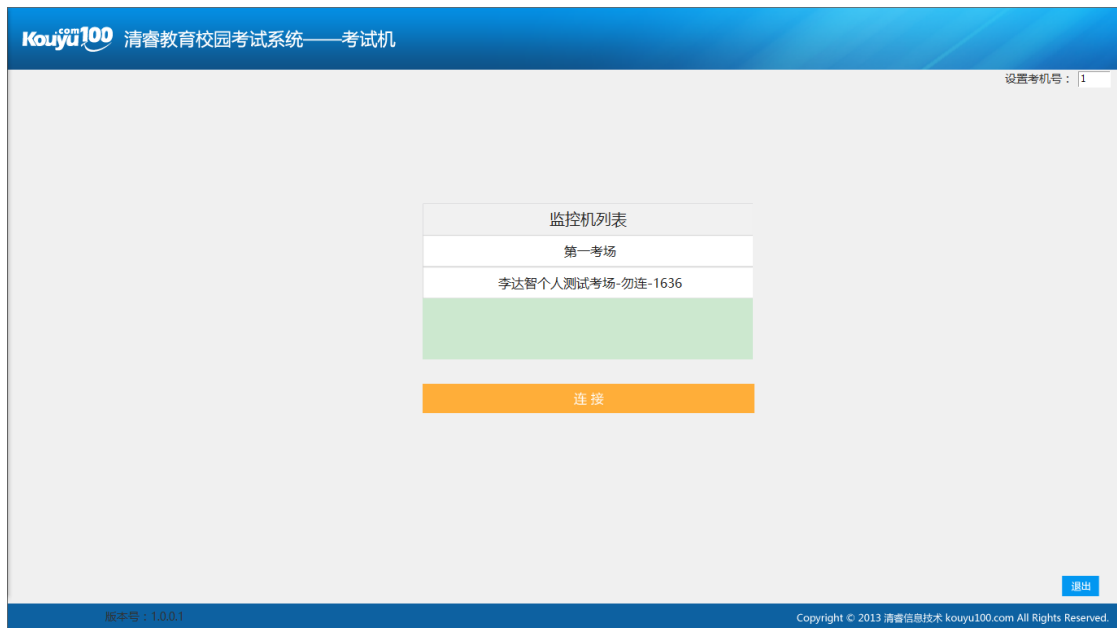 Kouyu100.com 清睿教育校园考试系统——考试机
设置考机号： 1
监控机列表
第一考场
李达智个人测试考场-勿连-1636
连 接
退出
版本号：1.0.0.1
Copyright © 2013 清睿信息技术 kouyu100.com All Rights Reserved.